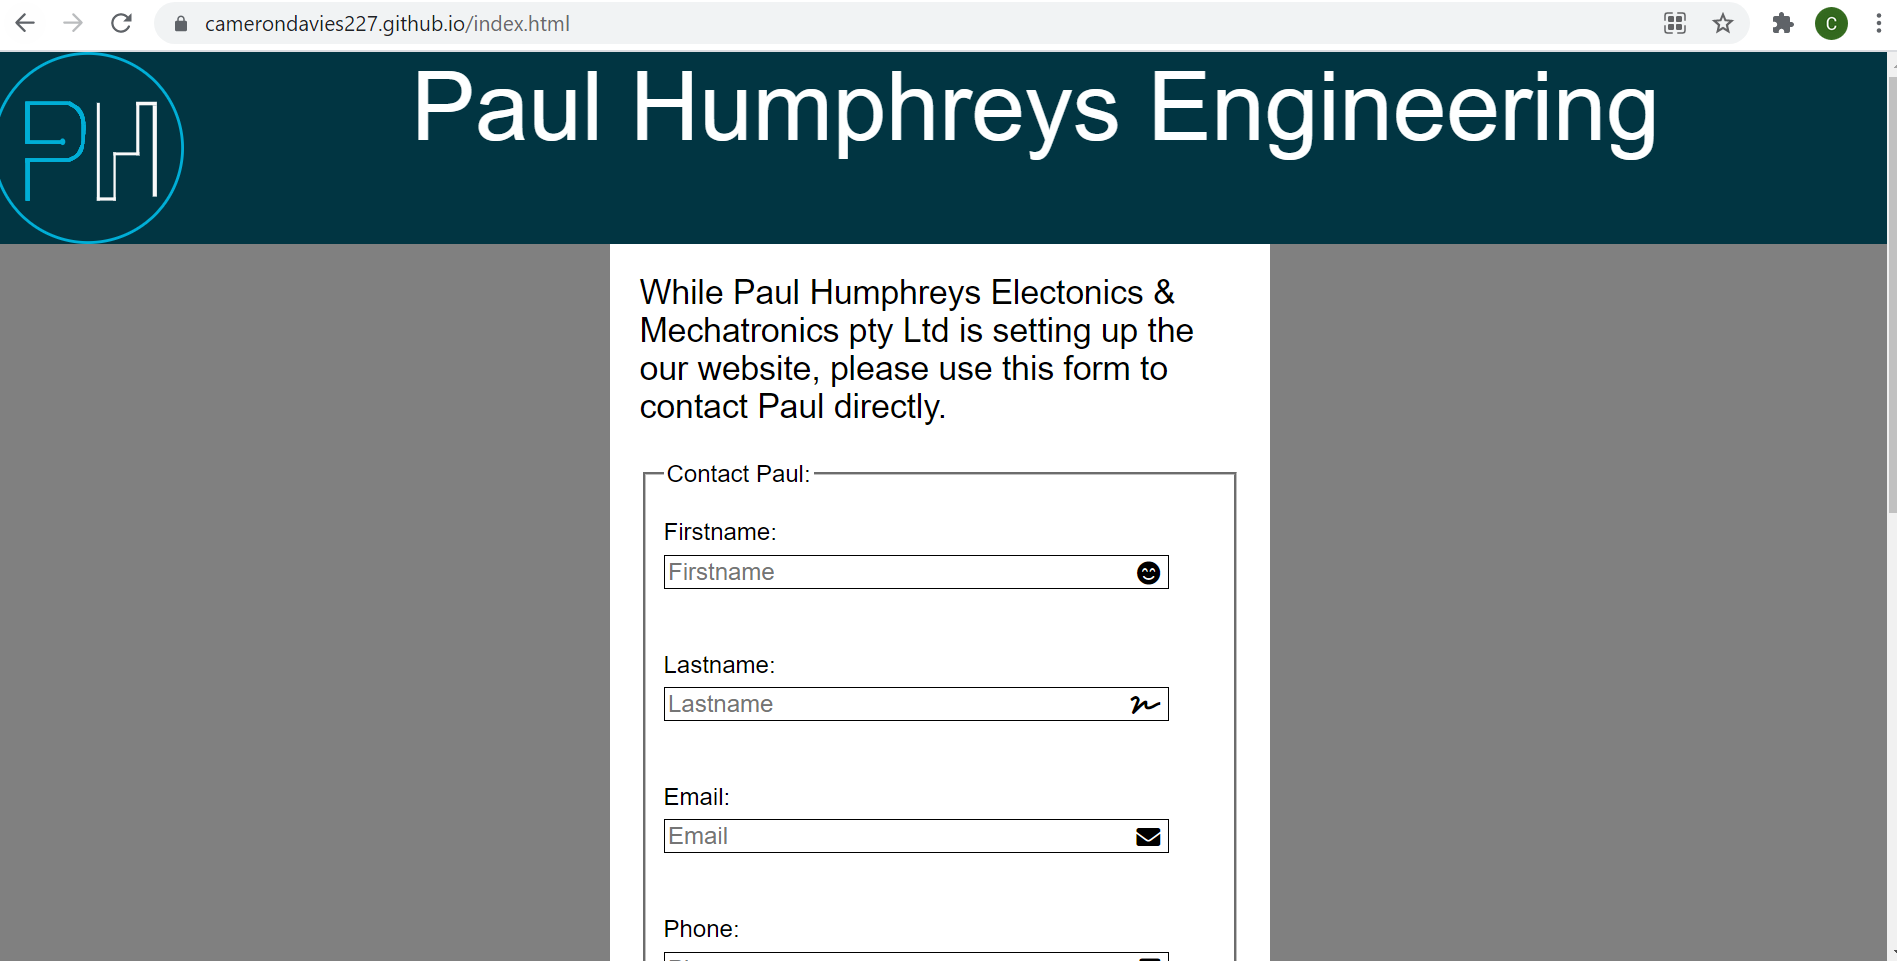 camerondavies227.github.io/index.html
C
PH
Paul Humphreys Engineering
While Paul Humphreys Electonics &
Mechatronics pty Ltd is setting up the
our website, please use this form to
contact Paul directly.
Contact Paul:
Firstname:
Firstname
Lastname:
Lastname
Email:
Email
Phone: